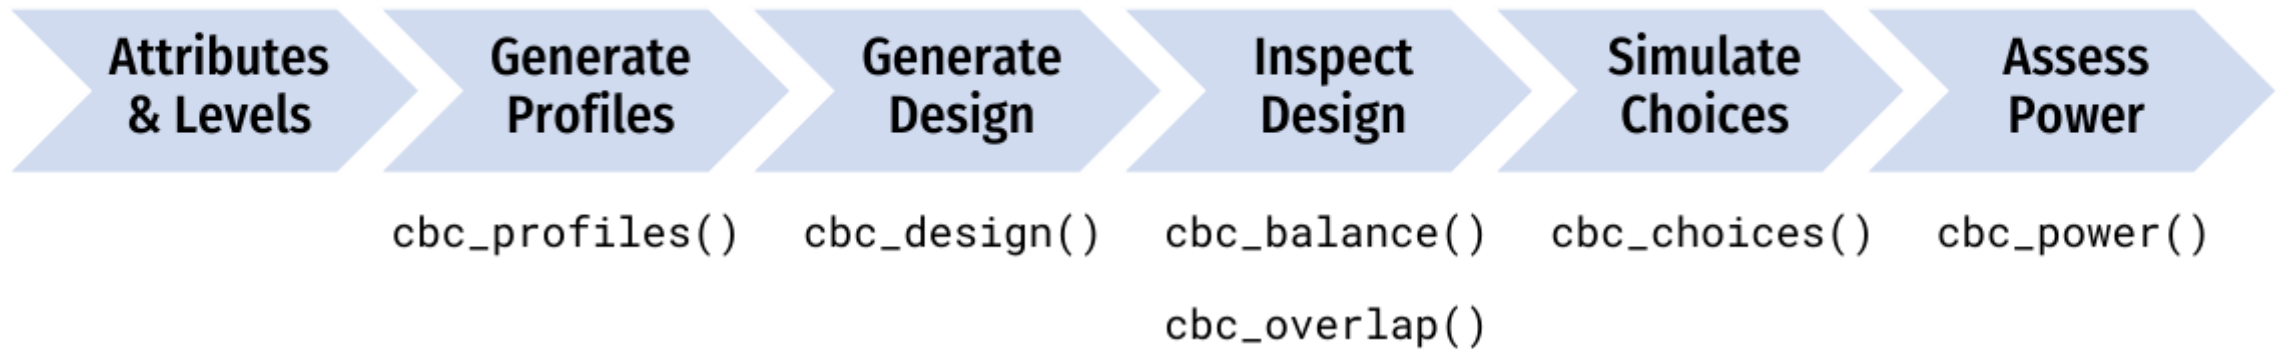 Attributes
& Levels
Generate
Profiles
Generate
Design
Inspect
Design
Simulate
Choices
Assess
Power
cbc_profiles()
cbc_design()
cbc_balance()
cbc_choices()
cbc_power()
cbc_overlap()